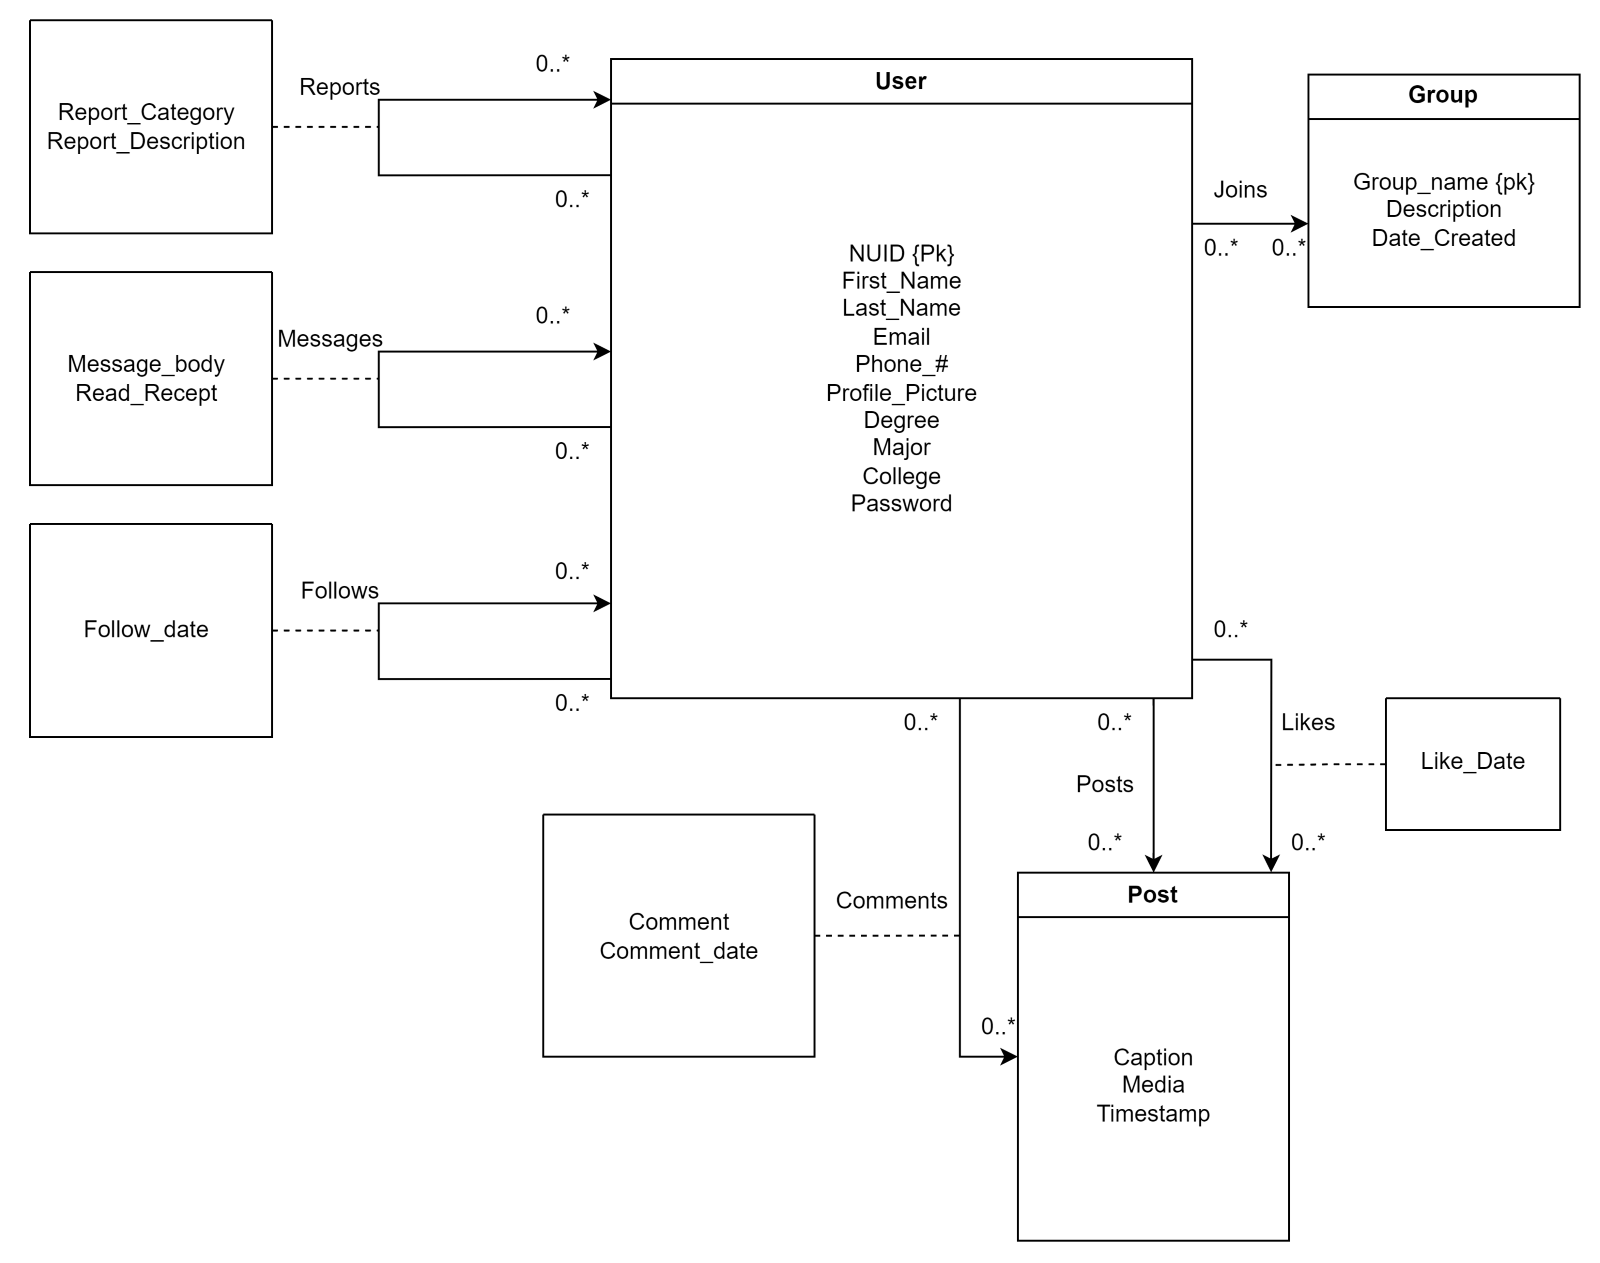 Report_Category
Report_Description
Reports
0..*
0..*
Message_body
Read_Recept
Messages
0..*
0..*
Follow_date
Follows
0..*
0..*
User
NUID {Pk}
First_Name
Last_Name
Email
Phone_#
Profile_Picture
Degree
Major
College
Password
Joins
0..* 0..*
Group
Group_name {pk}
Description
Date_Created
0..*
Likes
0..*
Like_Date
0..*
Posts
0..*
0..*
Comments
0..*
Comment
Comment_date
Post
Caption
Media
Timestamp